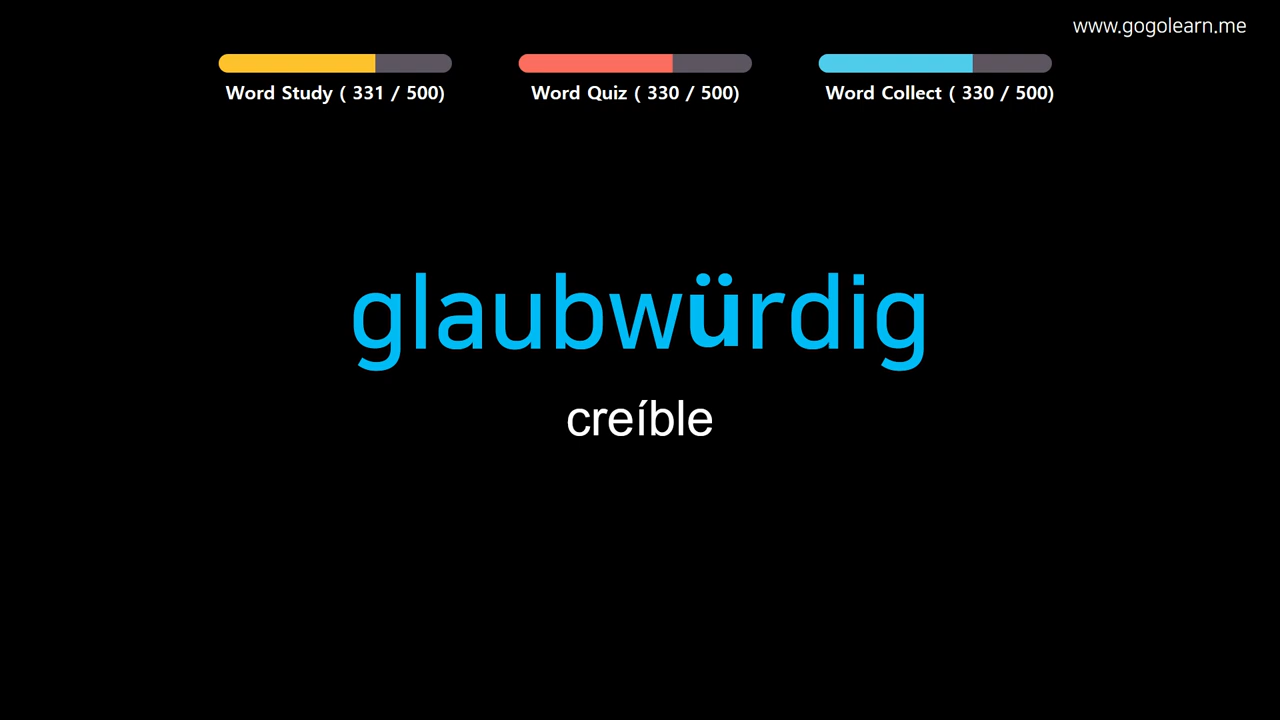 www.gogolearn.me
Word Study ( 331 / 500)
Word Quiz ( 330 / 500)
Word Collect ( 330 / 500)
glaubwürdig
creíble